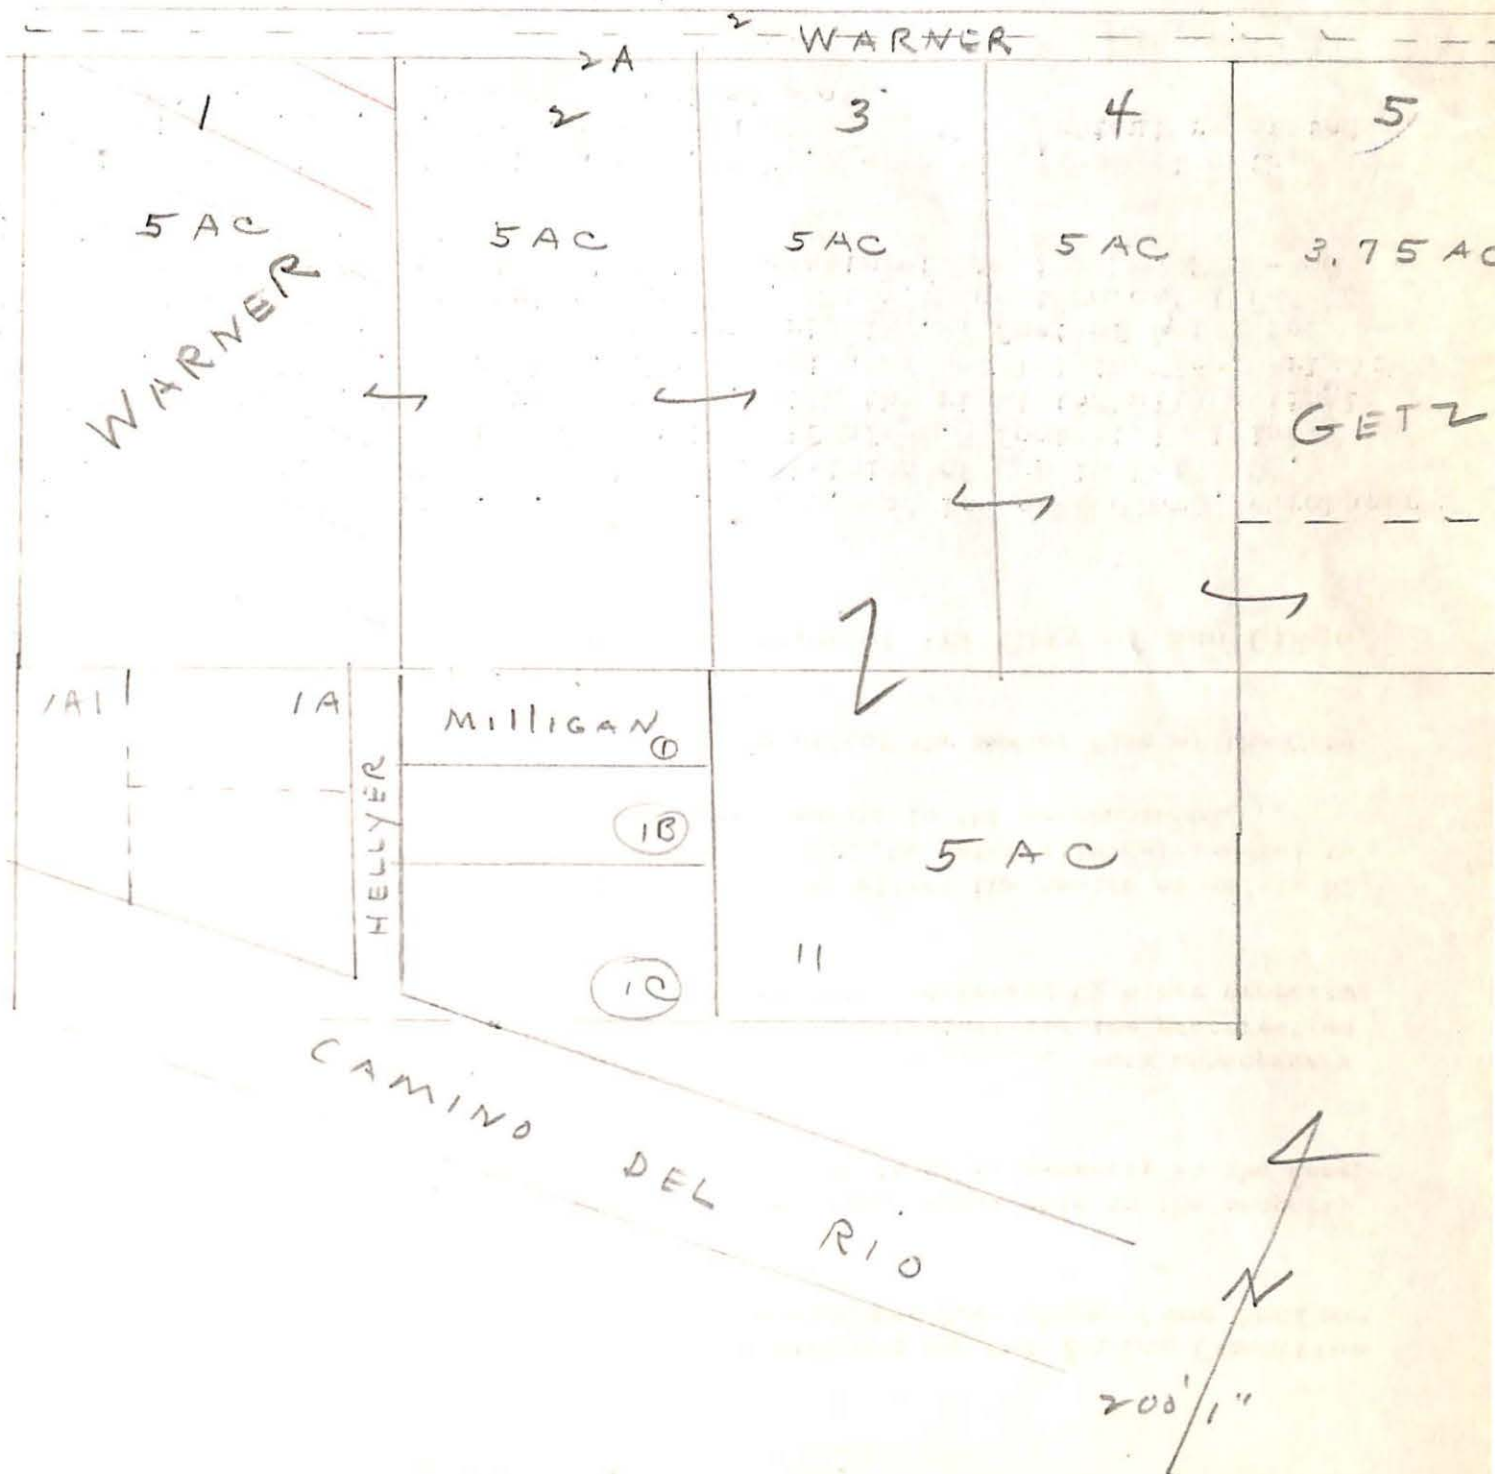 2
WARNER
2A
1 2 3 4 5
5 AC 5 AC 5 AC 5 AC 3.75 AC
WARNER
GETZ
1A1 1A MIllIGAN 1
HELLYER
1B
5 AC
11
1C
CAMINO DEL RIO
N
200'/1"